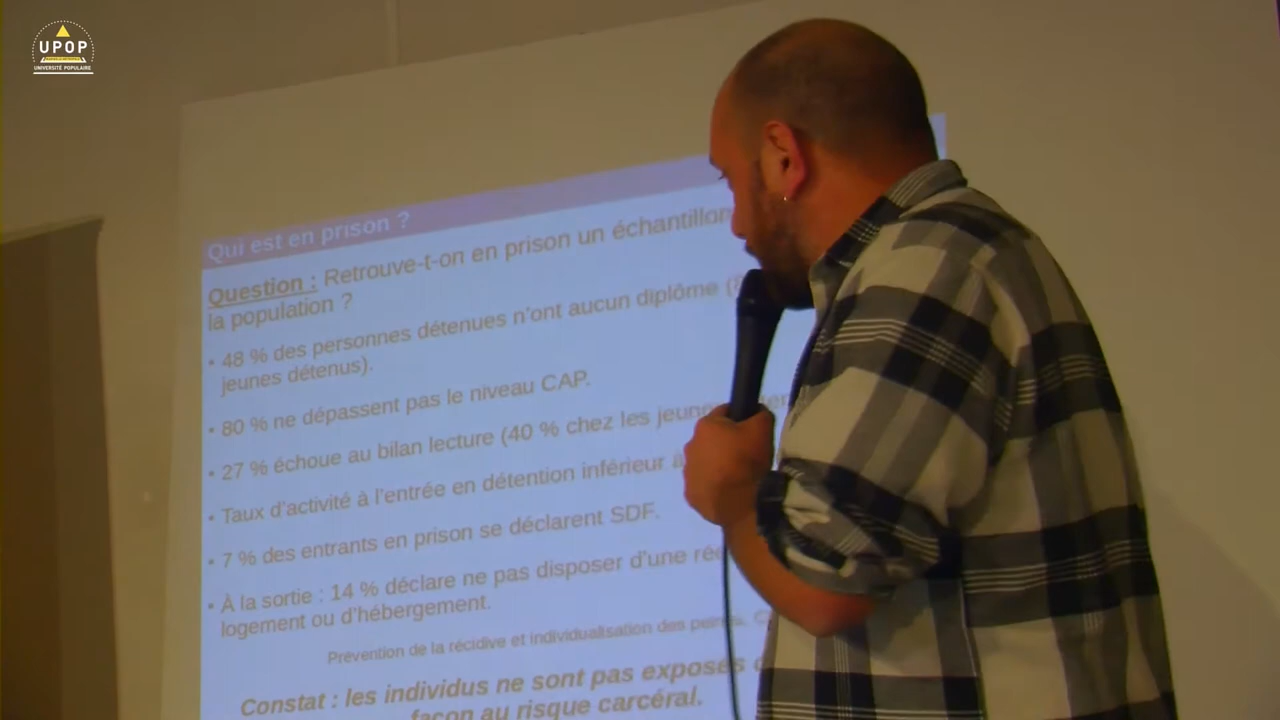 UPOP
UNIVERSITÉ POPULAIRE
Qui est en prison ?
Question : Retrouve-t-on en prison un échantillon
la population ?
• 48 % des personnes détenues n'ont aucun diplôme
jeunes détenus).
• 80 % ne dépassent pas le niveau CAP.
• 27 % échoue au bilan lecture (40 % chez les jeunes
• Taux d'activité à l'entrée en détention inférieur à
• 7 % des entrants en prison se déclarent SDF.
• À la sortie : 14 % déclare ne pas disposer d'une
logement ou d'hébergement.
Prévention de la récidive et individualisation des peines.
Constat : les individus ne sont pas exposés
façon au risque carcéral.